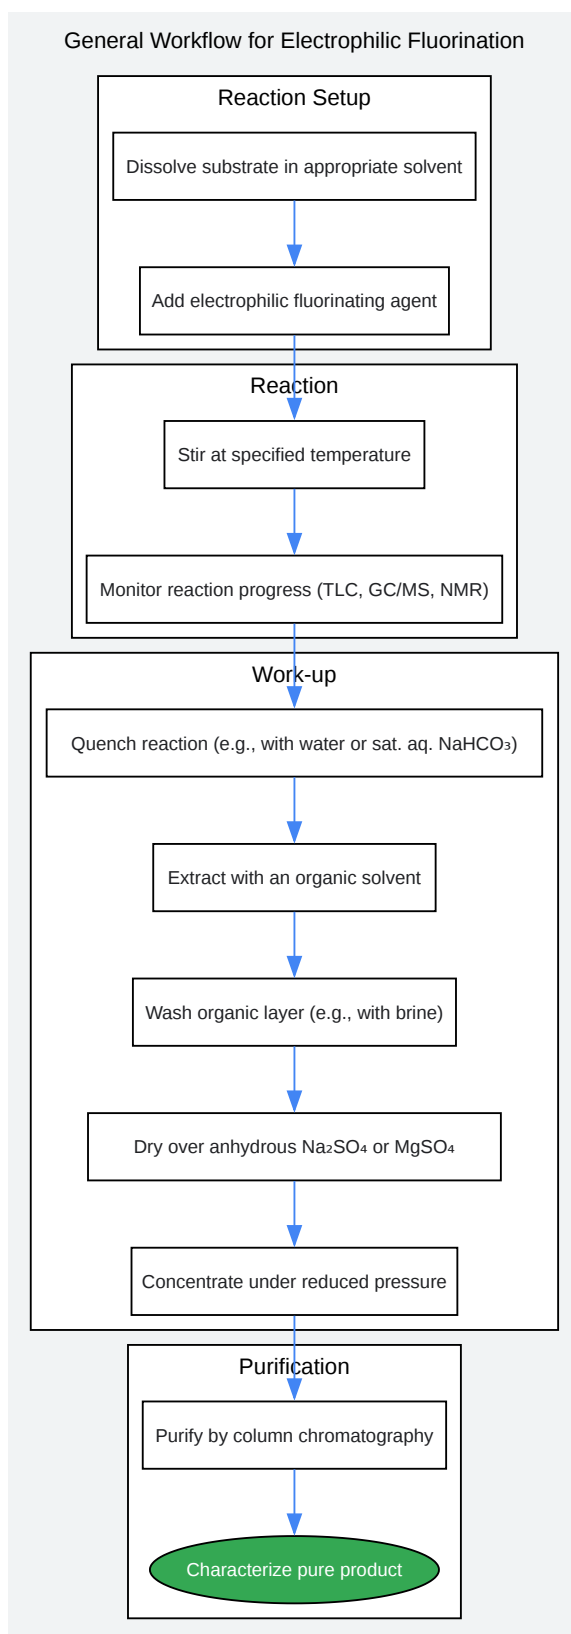 General Workflow for Electrophilic Fluorination
Reaction Setup
Dissolve substrate in appropriate solvent
Add electrophilic fluorinating agent
Reaction
Stir at specified temperature
Monitor reaction progress (TLC, GC/MS, NMR)
Work-up
Quench reaction (e.g., with water or sat. aq. NaHCO₃)
Extract with an organic solvent
Wash organic layer (e.g., with brine)
Dry over anhydrous Na₂SO₄ or MgSO₄
Concentrate under reduced pressure
Purification
Purify by column chromatography
Characterize pure product